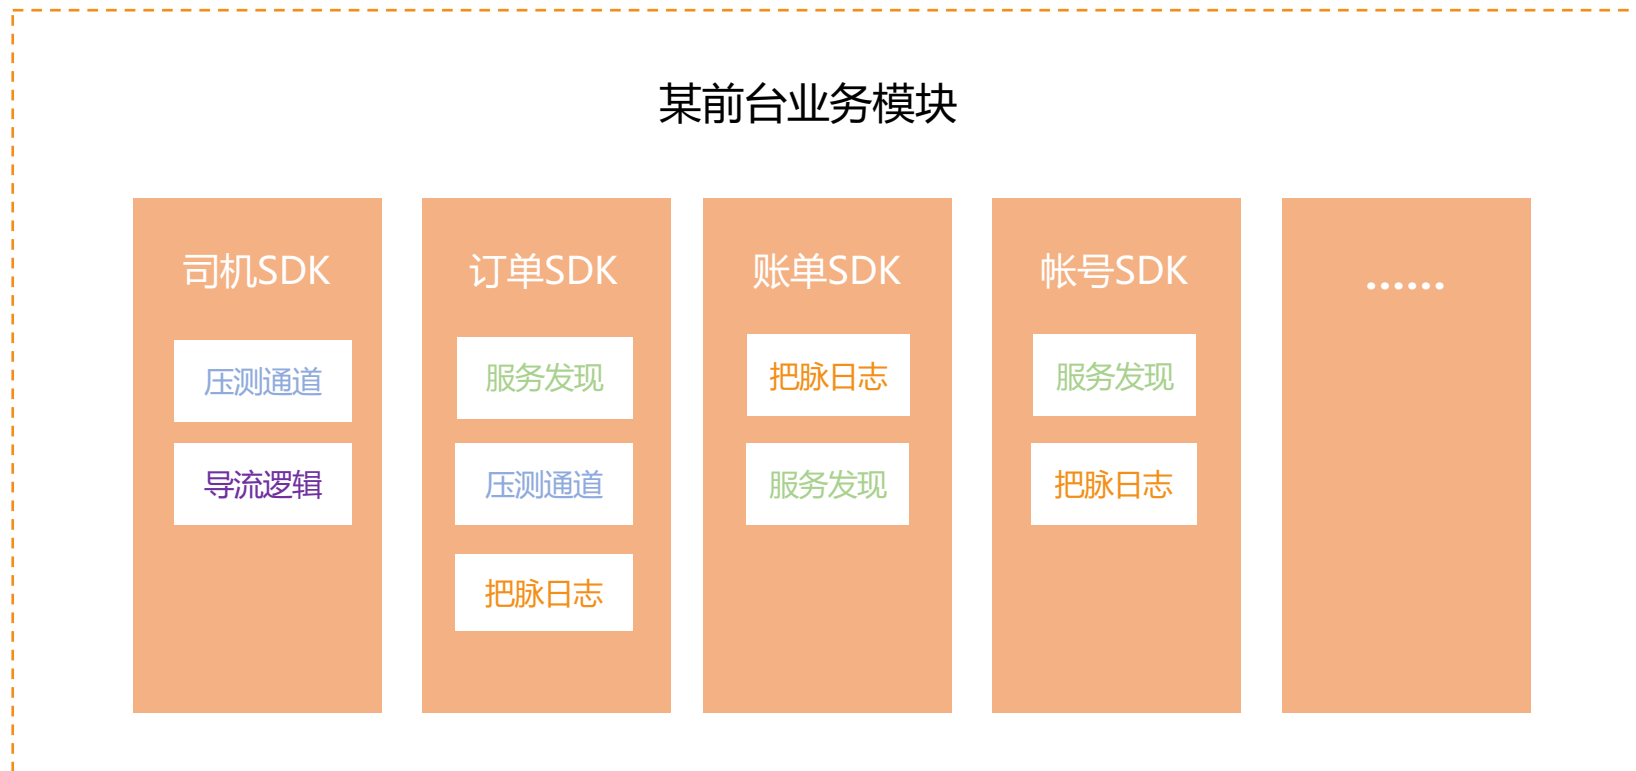 某前台业务模块
司机SDK
压测通道
导流逻辑
订单SDK
服务发现
压测通道
把脉日志
账单SDK
把脉日志
服务发现
帐号SDK
服务发现
把脉日志
......